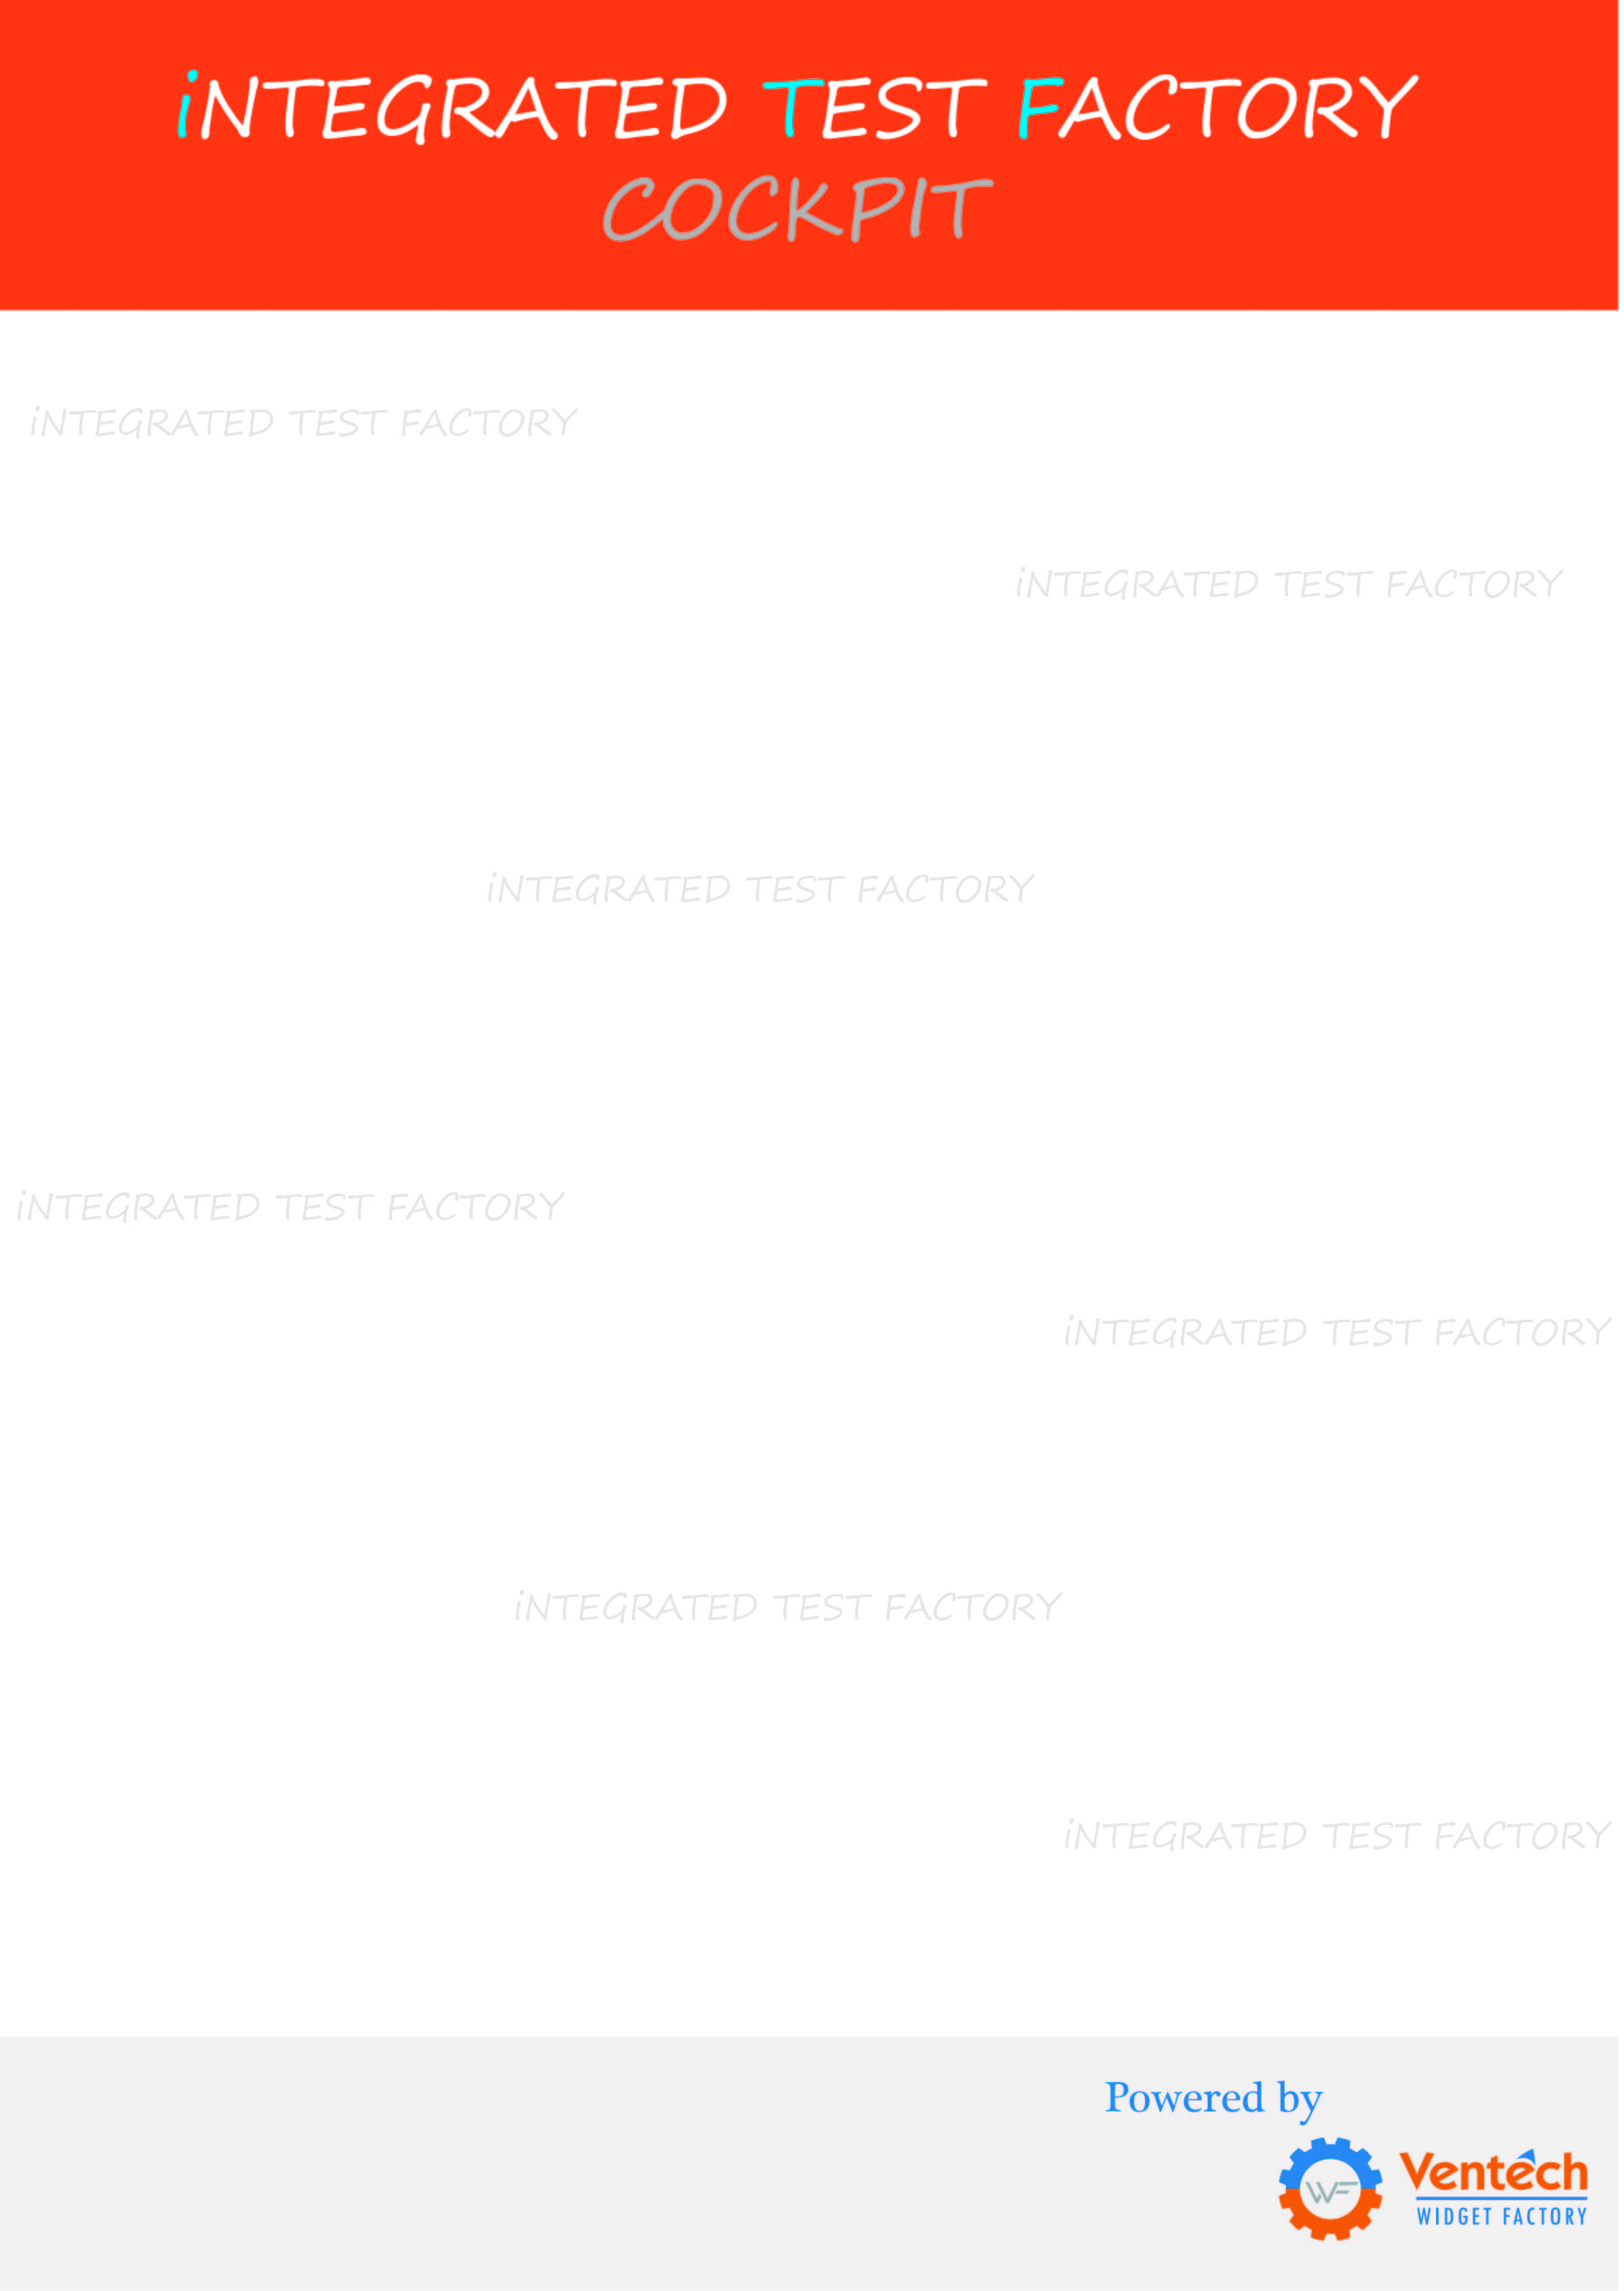 iNTEGRATED TEST FACTORY
COCKPIT
iNTEGRATED TEST FACTORY
iNTEGRATED TEST FACTORY
iNTEGRATED TEST FACTORY
iNTEGRATED TEST FACTORY
iNTEGRATED TEST FACTORY
iNTEGRATED TEST FACTORY
iNTEGRATED TEST FACTORY
Powered by
WF
Ventech
WIDGET FACTORY